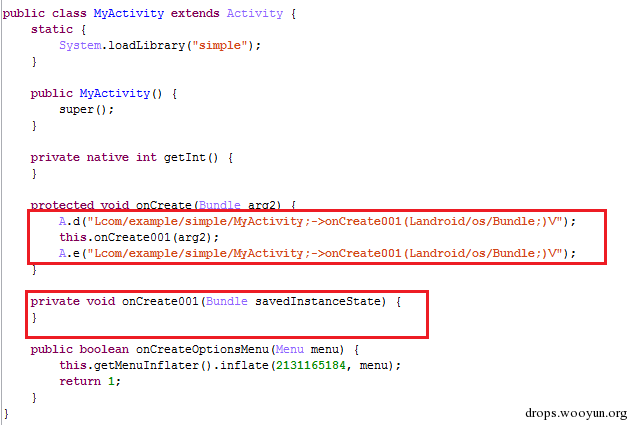 public class MyActivity extends Activity {
static {
System.loadLibrary("simple");
}
public MyActivity() {
super();
}
private native int getInt() {
}
protected void onCreate(Bundle arg2) {
A.d("Lcom/example/simple/MyActivity;->onCreate001(Landroid/os/Bundle;)V");
this.onCreate001(arg2);
A.e("Lcom/example/simple/MyActivity;->onCreate001(Landroid/os/Bundle;)V");
}
private void onCreate001(Bundle savedInstanceState) {
}
public boolean onCreateOptionsMenu(Menu menu) {
this.getMenuInflater().inflate(2131165184, menu);
return 1;
}
}
drops.wooyun.org